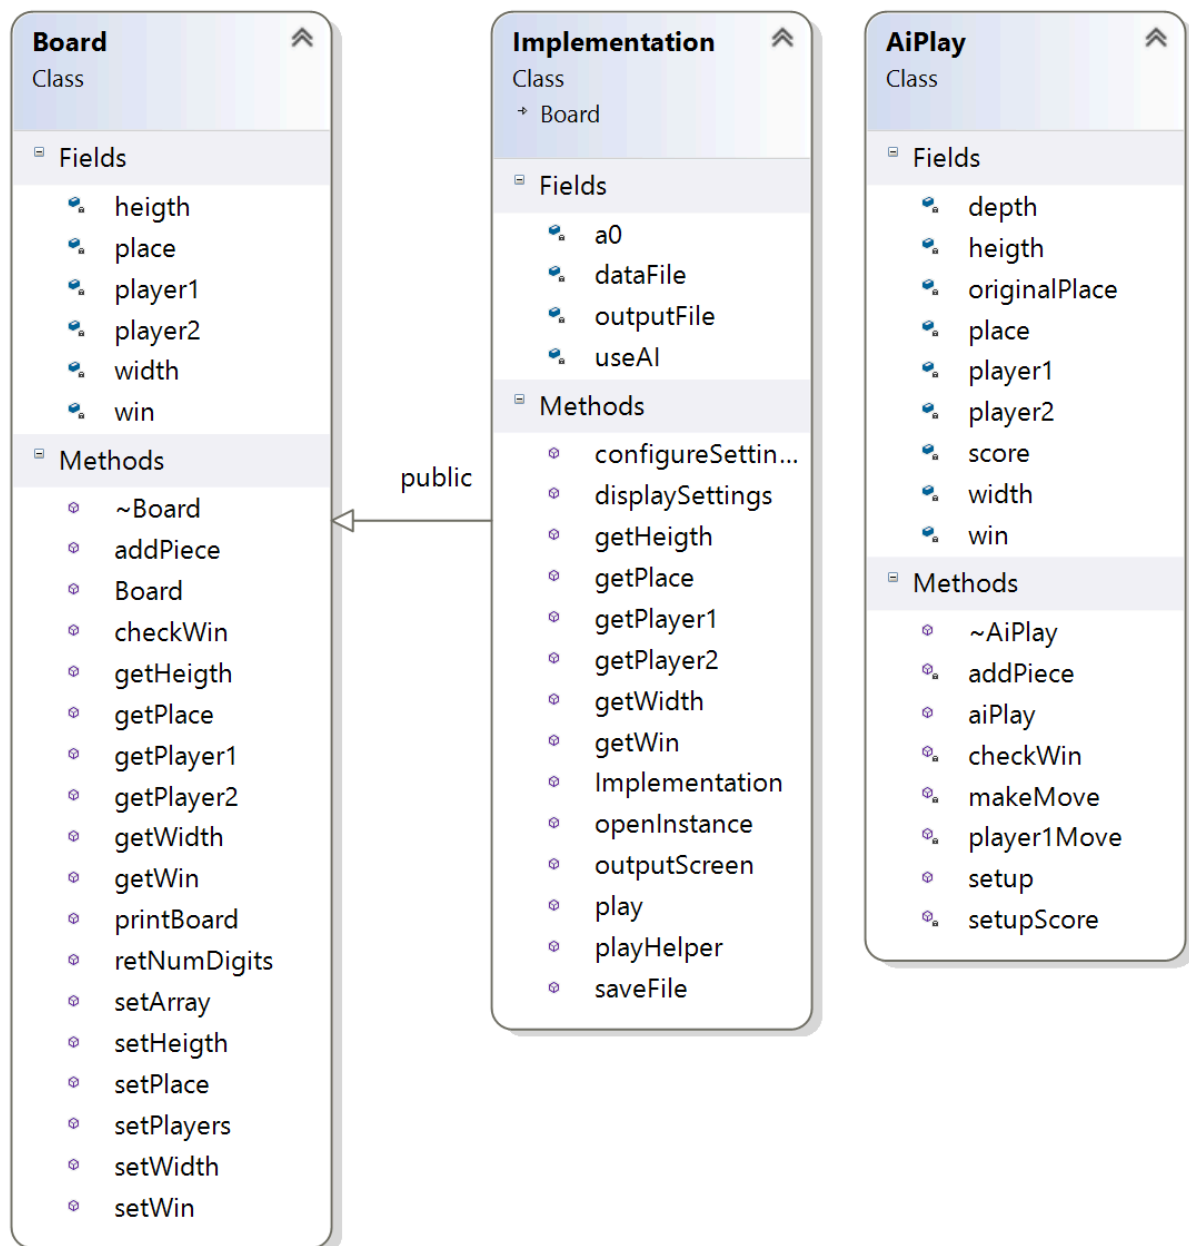 Board
Class
Fields
heigth
place
player1
player2
width
win
Methods
~Board
addPiece
Board
checkWin
getHeigth
getPlace
getPlayer1
getPlayer2
getWidth
getWin
printBoard
retNumDigits
setArray
setHeigth
setPlace
setPlayers
setWidth
setWin
public
Implementation
Class
Board
Fields
a0
dataFile
outputFile
useAI
Methods
configureSettin...
displaySettings
getHeigth
getPlace
getPlayer1
getPlayer2
getWidth
getWin
Implementation
openInstance
outputScreen
play
playHelper
saveFile
AiPlay
Class
Fields
depth
heigth
originalPlace
place
player1
player2
score
width
win
Methods
~AiPlay
addPiece
aiPlay
checkWin
makeMove
player1Move
setup
setupScore